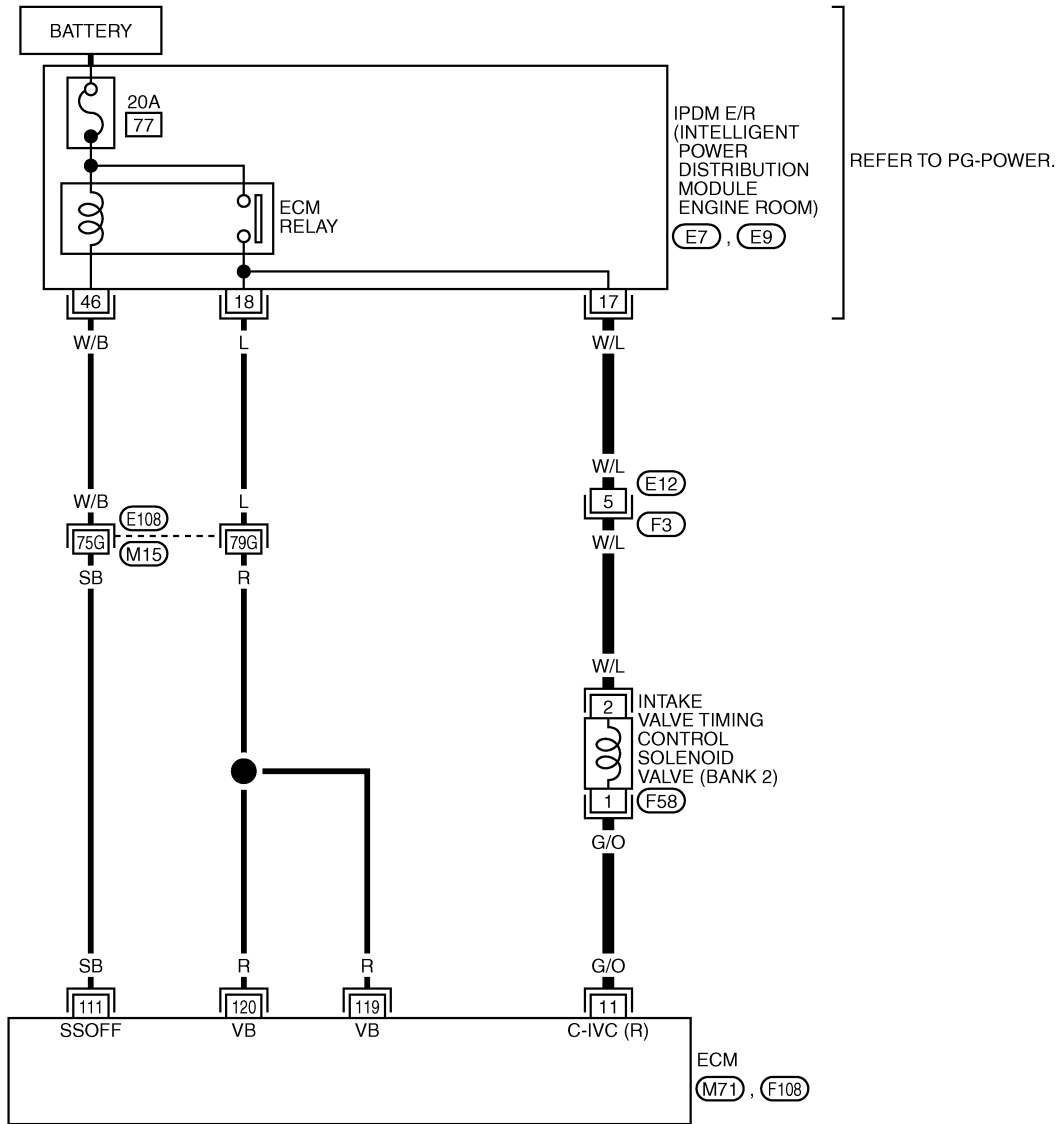 BATTERY
20A
77
IPDM E/R
(INTELLIGENT
POWER
DISTRIBUTION
MODULE
ENGINE ROOM)
E7 , E9
REFER TO PG-POWER.
ECM
RELAY
46
18
17
W/B
L
W/L
W/L
5
E12
F3
W/L
W/B
L
75G
E108
M15
79G
SB
R
W/L
2
INTAKE
VALVE TIMING
CONTROL
SOLENOID
VALVE (BANK 2)
1
F58
G/O
SB
R
R
G/O
111
120
119
11
SSOFF
VB
VB
C-IVC (R)
ECM
M71 , F108